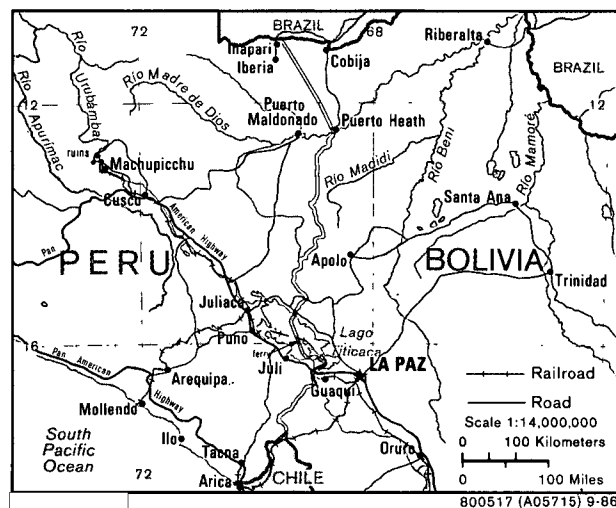 72
BRAZIL
68
Inapari
Iberia
Cobija
Riberalta
BRAZIL
Río Urubamba
Río Apurimac
12
12
Río Madre de Dios
Puerto Maldonado
Puerto Heath
Río Madidi
Río Beni
Río Mamoré
ruins
Machupicchu
Cusco
Santa Ana
Pan American Highway
PERU
Apolo
BOLIVIA
Trinidad
Juliaca
16
16
Puno
ferry
Juli
Lago Titicaca
LA PAZ
Guaqui
Pan American Highway
Arequipa
Mollendo
Ilo
Tacna
South
Pacific
Ocean
72
Arica
CHILE
Oruro
Railroad
Road
Scale 1:14,000,000
0 100 Kilometers
0 100 Miles
800517 (A05715) 9-86